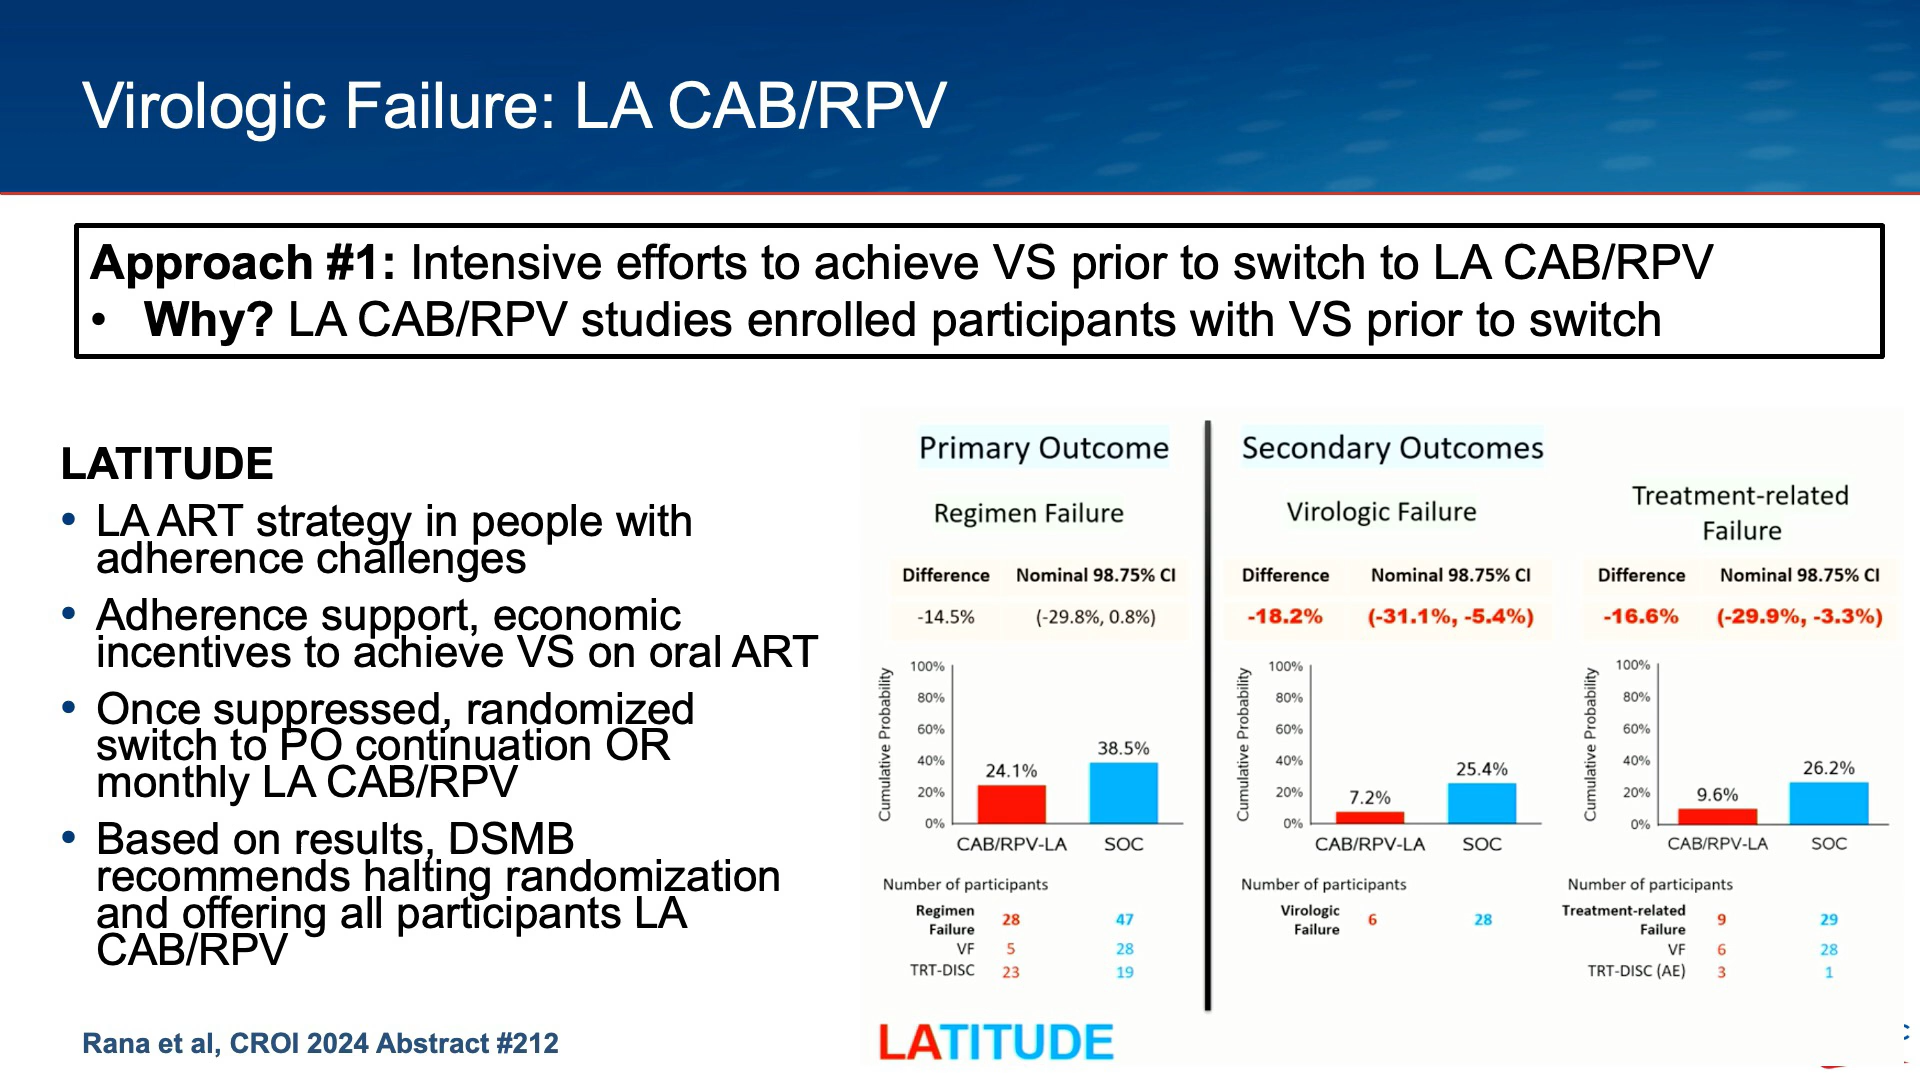 Virologic Failure: LA CAB/RPV
Approach #1: Intensive efforts to achieve VS prior to switch to LA CAB/RPV
• Why? LA CAB/RPV studies enrolled participants with VS prior to switch
LATITUDE
• LA ART strategy in people with
adherence challenges
• Adherence support, economic
incentives to achieve VS on oral ART
• Once suppressed, randomized
switch to PO continuation OR
monthly LA CAB/RPV
• Based on results, DSMB
recommends halting randomization
and offering all participants LA
CAB/RPV
Rana et al, CROI 2024 Abstract #212
Primary Outcome
Regimen Failure
Difference Nominal 98.75% CI
-14.5% (-29.8%, 0.8%)
Cumulative Probability
100%
80%
60%
40%
20%
0%
24.1%
38.5%
CAB/RPV-LA SOC
Number of participants
Regimen
Failure 28 47
VF 5 28
TRT-DISC 23 19
Secondary Outcomes
Virologic Failure
Difference Nominal 98.75% CI
-18.2% (-31.1%, -5.4%)
Cumulative Probability
100%
80%
60%
40%
20%
0%
7.2%
25.4%
CAB/RPV-LA SOC
Number of participants
Virologic
Failure 6 28
Treatment-related
Failure
Difference Nominal 98.75% CI
-16.6% (-29.9%, -3.3%)
Cumulative Probability
100%
80%
60%
40%
20%
0%
9.6%
26.2%
CAB/RPV-LA SOC
Number of participants
Treatment-related
Failure 9 29
VF 6 28
TRT-DISC (AE) 3 1
LATITUDE